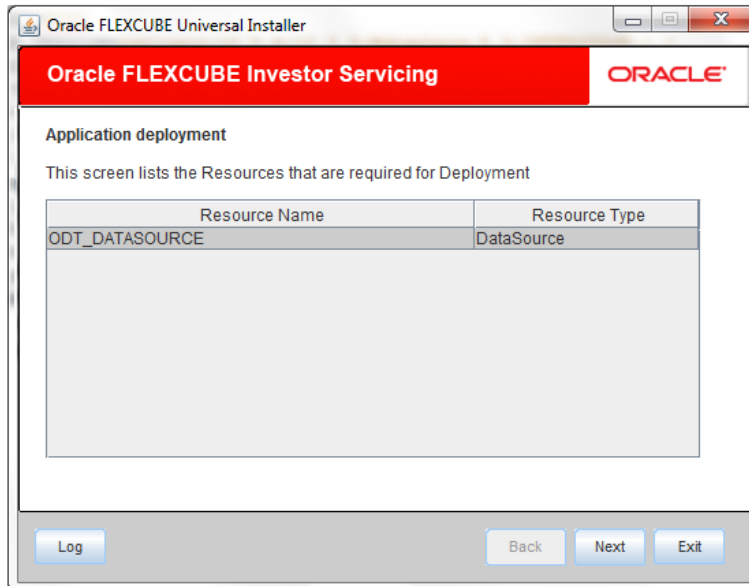 Oracle FLEXCUBE Universal Installer
Oracle FLEXCUBE Investor Servicing
ORACLE
Application deployment
This screen lists the Resources that are required for Deployment
Resource Name Resource Type
ODT_DATASOURCE DataSource
Log Back Next Exit